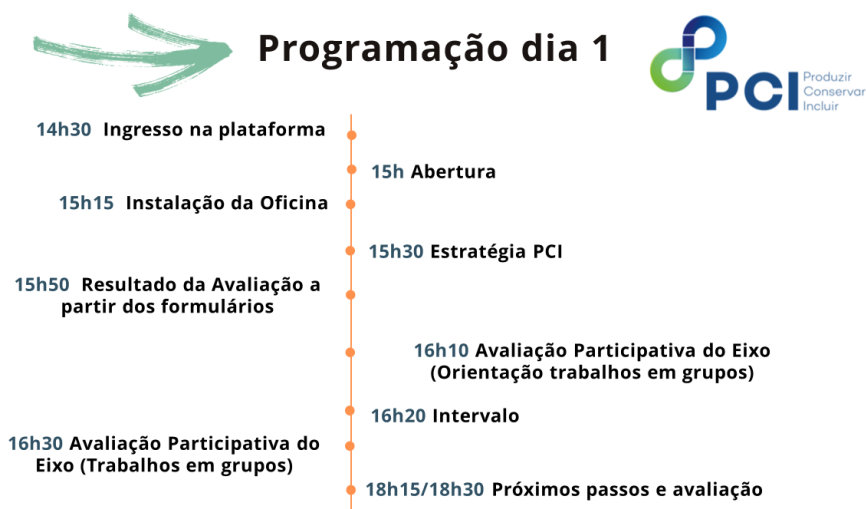 Programação dia 1
PCI
Produzir
Conservar
Incluir
14h30 Ingresso na plataforma
15h Abertura
15h15 Instalação da Oficina
15h30 Estratégia PCI
15h50 Resultado da Avaliação a
partir dos formulários
16h10 Avaliação Participativa do Eixo
(Orientação trabalhos em grupos)
16h20 Intervalo
16h30 Avaliação Participativa do
Eixo (Trabalhos em grupos)
18h15/18h30 Próximos passos e avaliação